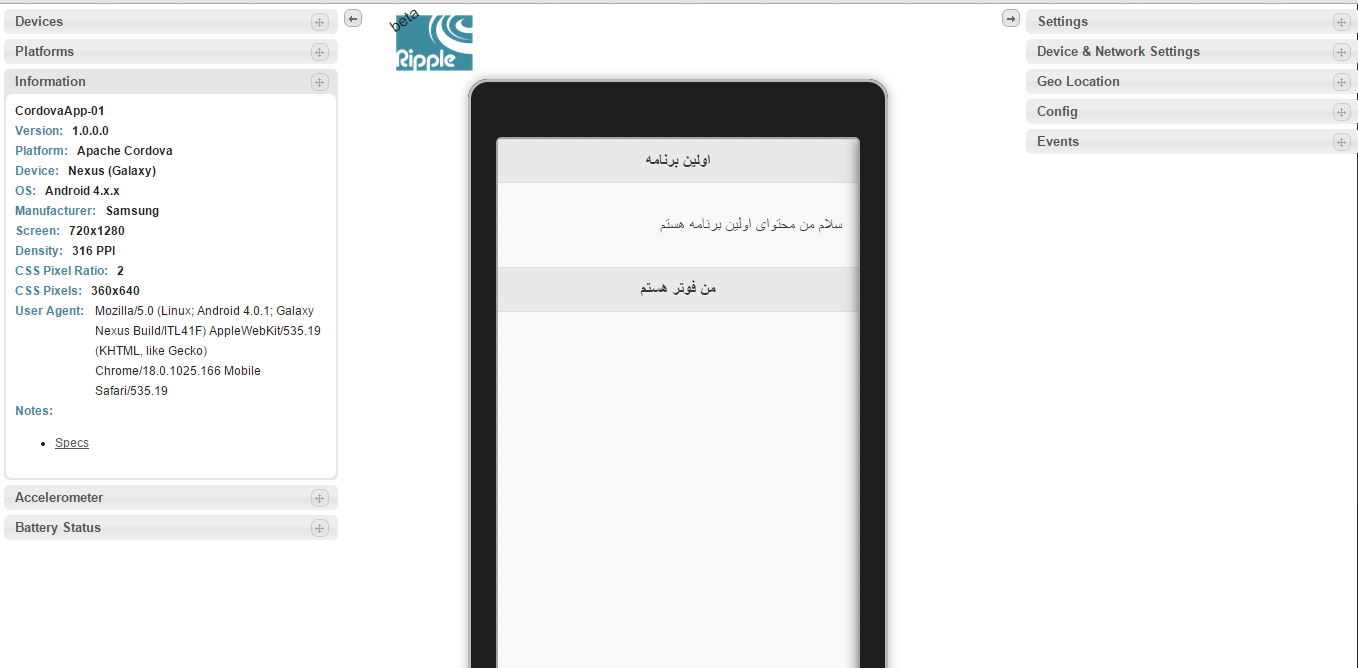 Devices
Platforms
Information
CordovaApp-01
Version: 1.0.0.0
Platform: Apache Cordova
Device: Nexus (Galaxy)
OS: Android 4.x.x
Manufacturer: Samsung
Screen: 720x1280
Density: 316 PPI
CSS Pixel Ratio: 2
CSS Pixels: 360x640
User Agent: Mozilla/5.0 (Linux; Android 4.0.1; Galaxy
Nexus Build/ITL41F) AppleWebKit/535.19
(KHTML, like Gecko)
Chrome/18.0.1025.166 Mobile
Safari/535.19
Notes:
Specs
Accelerometer
Battery Status
beta
Ripple
اولین برنامه
سلام من محتوای اولین برنامه هستم
من فوتر هستم
Settings
Device & Network Settings
Geo Location
Config
Events